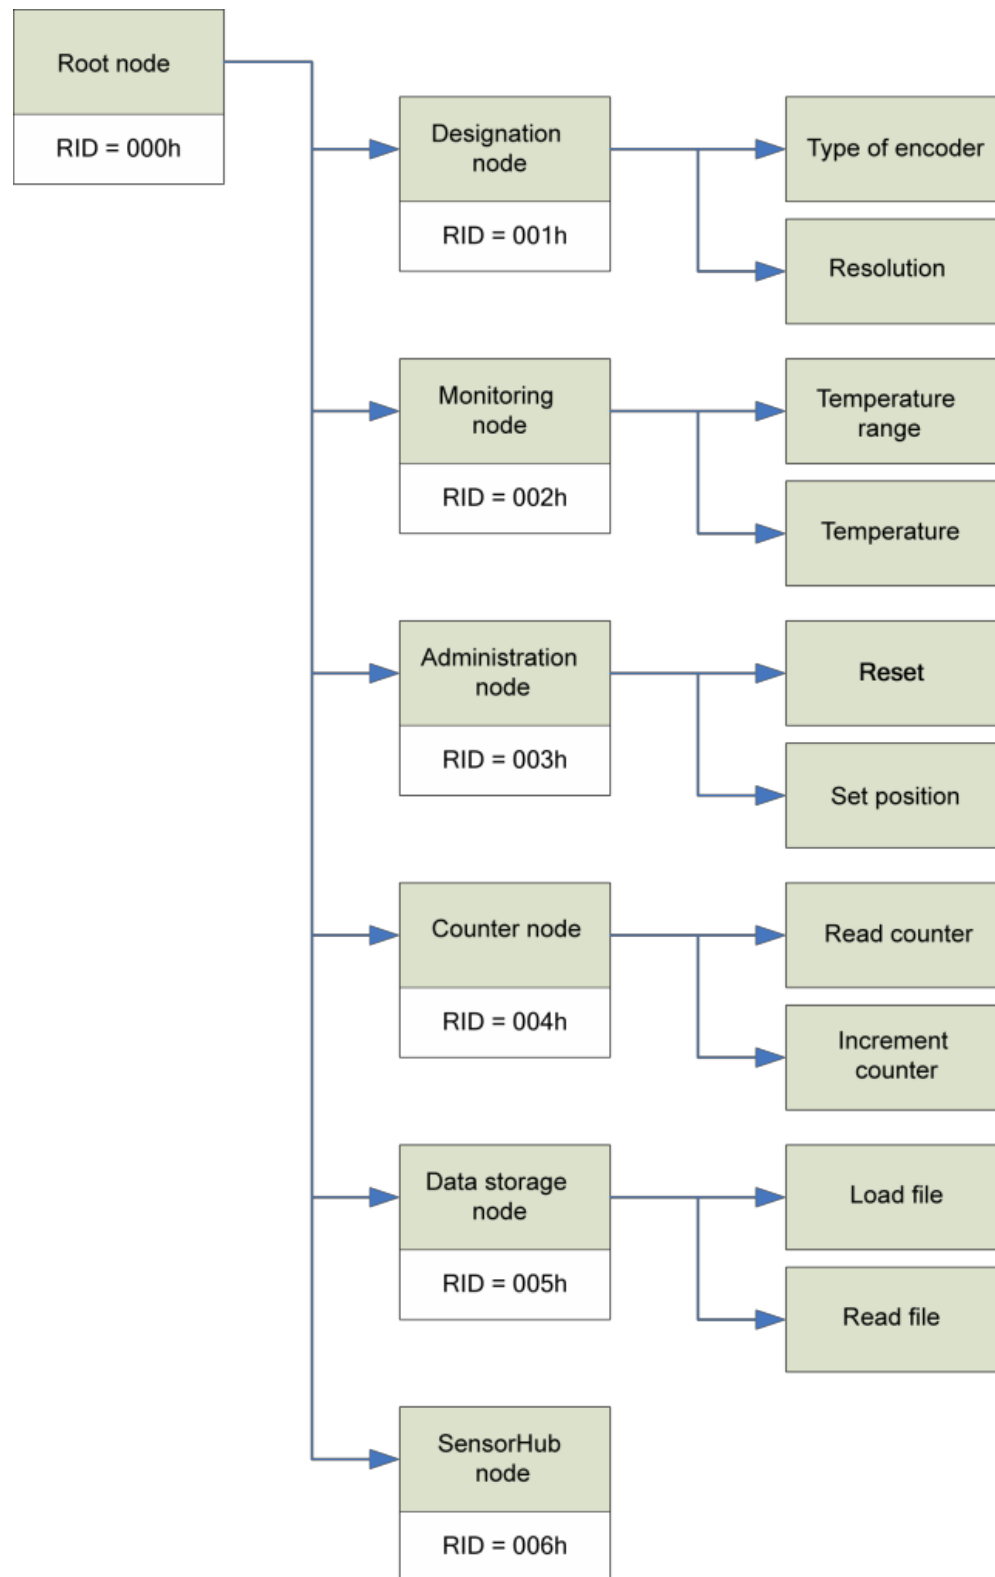 Root node
RID = 000h
Designation
node
RID = 001h
Type of encoder
Resolution
Monitoring
node
RID = 002h
Temperature
range
Temperature
Administration
node
RID = 003h
Reset
Set position
Counter node
RID = 004h
Read counter
Increment
counter
Data storage
node
RID = 005h
Load file
Read file
SensorHub
node
RID = 006h